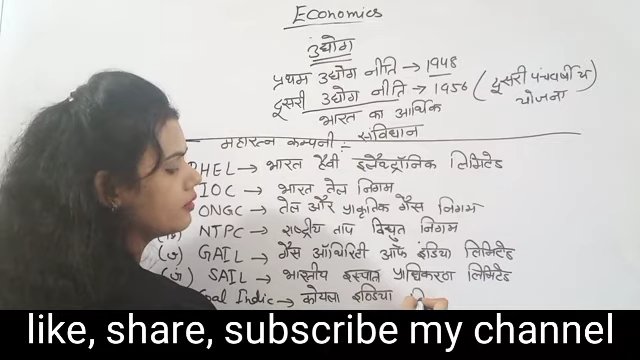 Economics
उद्योग
प्रथम उद्योग नीति → 1948
दूसरी उद्योग नीति → 1956 (दूसरी पंचवर्षीय योजना)
भारत का आर्थिक
संविधान
महारत्न कम्पनी :-
BHEL → भारत हैवी इलैक्ट्रॉनिक लिमिटेड
IOC → भारत तेल निगम
ONGC → तेल और प्राकृतिक गैस निगम
NTPC → राष्ट्रीय ताप विद्युत निगम
GAIL → गैस ऑथिरिटी ऑफ इंडिया लिमिटेड
SAIL → भारतीय इस्पात प्राधिकरण लिमिटेड
Coal India → कोयला इण्डिया
like, share, subscribe my channel